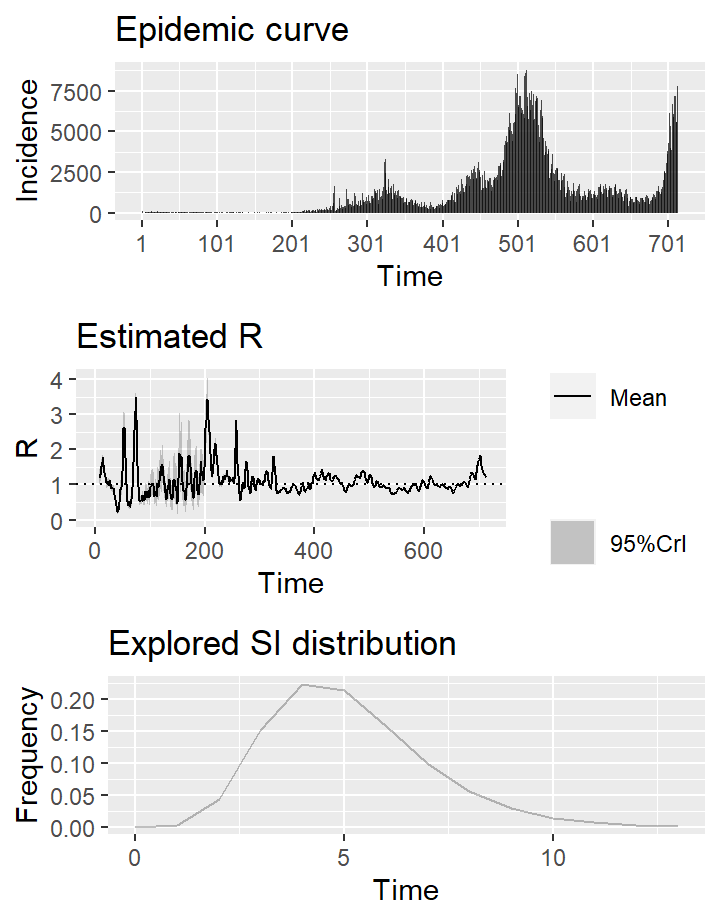 Epidemic curve
Incidence
7500
5000
2500
0
1 101 201 301 401 501 601 701
Time
Estimated R
R
4
3
2
1
0
0 200 400 600
Time
Mean
95%CrI
Explored SI distribution
Frequency
0.20
0.15
0.10
0.05
0.00
0 5 10
Time